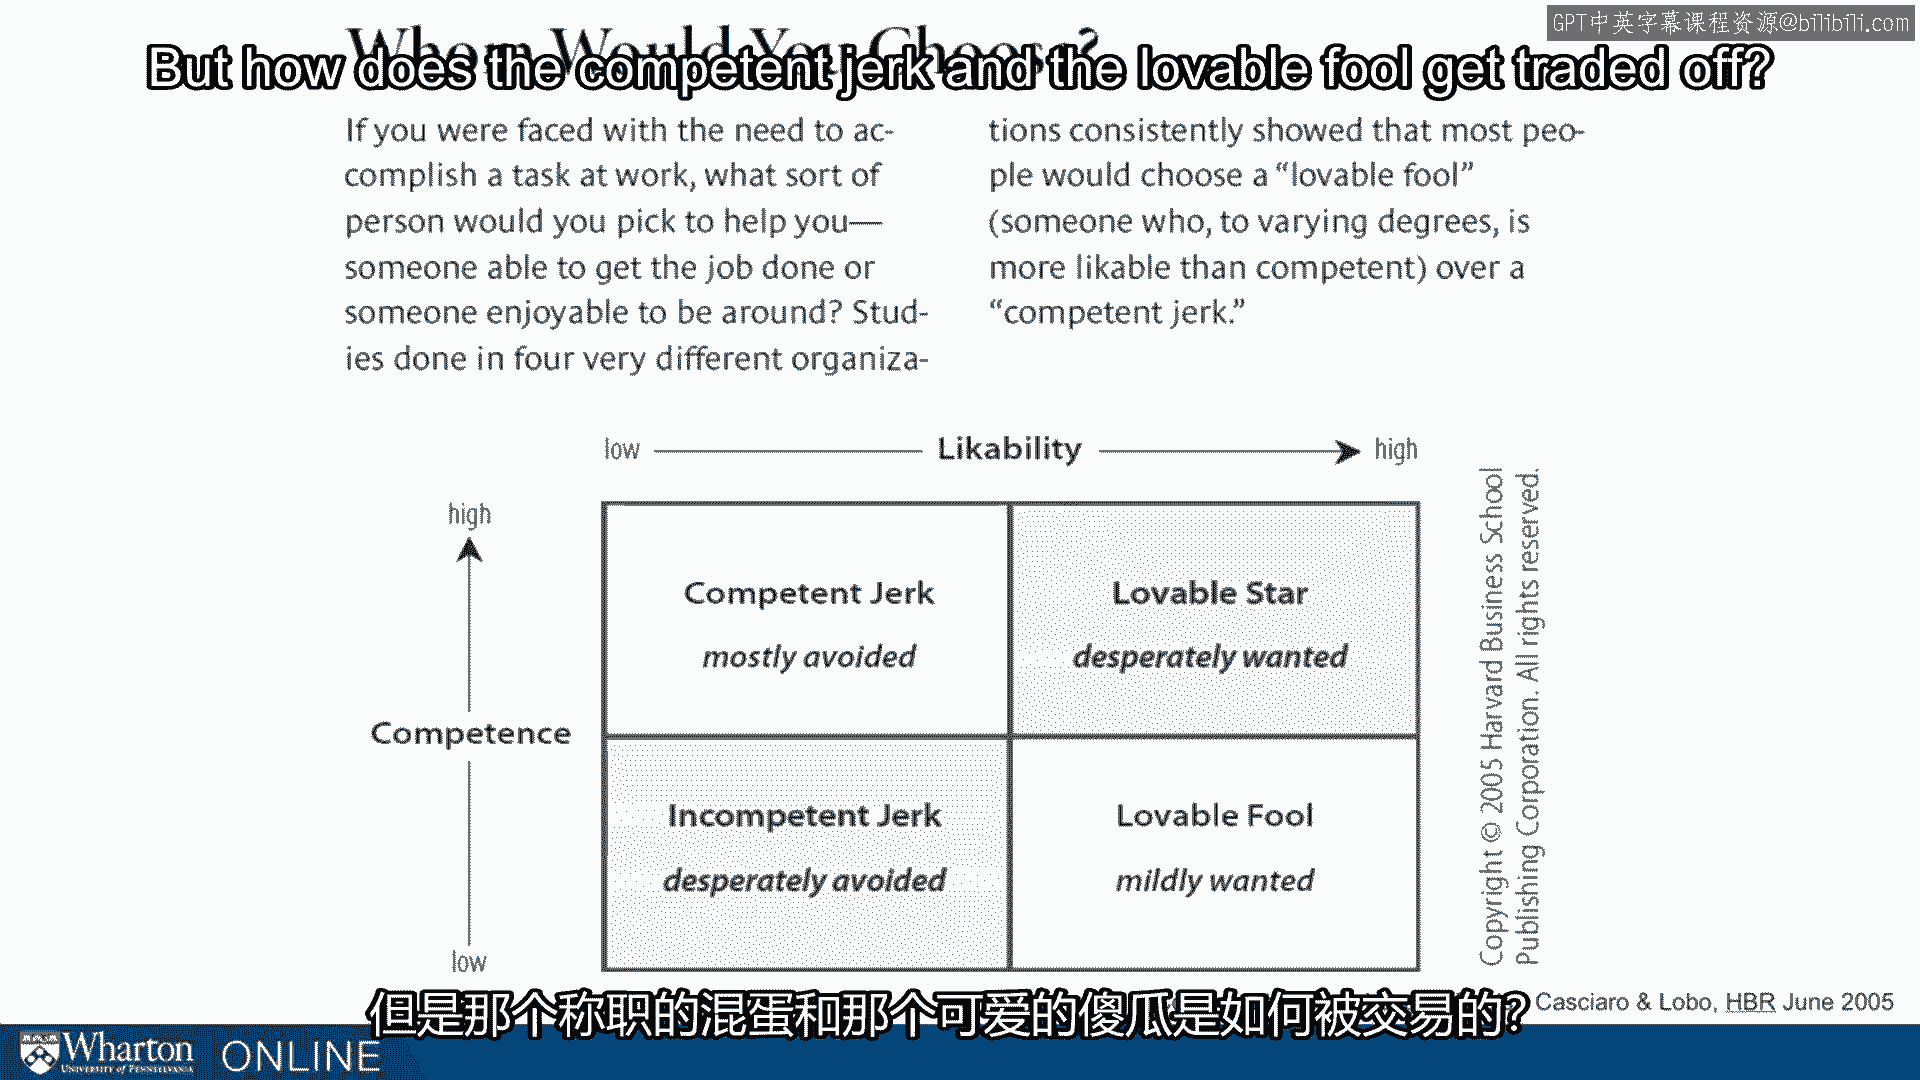 GPT中英字幕课程资源@bilibili.com
Whom Would You Choose?
But how does the competent jerk and the lovable fool get traded off?
If you were faced with the need to ac-
complish a task at work, what sort of
person would you pick to help you—
someone able to get the job done or
someone enjoyable to be around? Stud-
ies done in four very different organiza-
tions consistently showed that most peo-
ple would choose a “lovable fool”
(someone who, to varying degrees, is
more likable than competent) over a
“competent jerk.”
low Likability high
high
Competence
low
Competent Jerk
mostly avoided
Lovable Star
desperately wanted
Incompetent Jerk
desperately avoided
Lovable Fool
mildly wanted
Copyright © 2005 Harvard Business School
Publishing Corporation. All rights reserved.
Casciaro & Lobo, HBR June 2005
但是那个称职的混蛋和那个可爱的傻瓜是如何被交易的?
Wharton
UNIVERSITY of PENNSYLVANIA
ONLINE